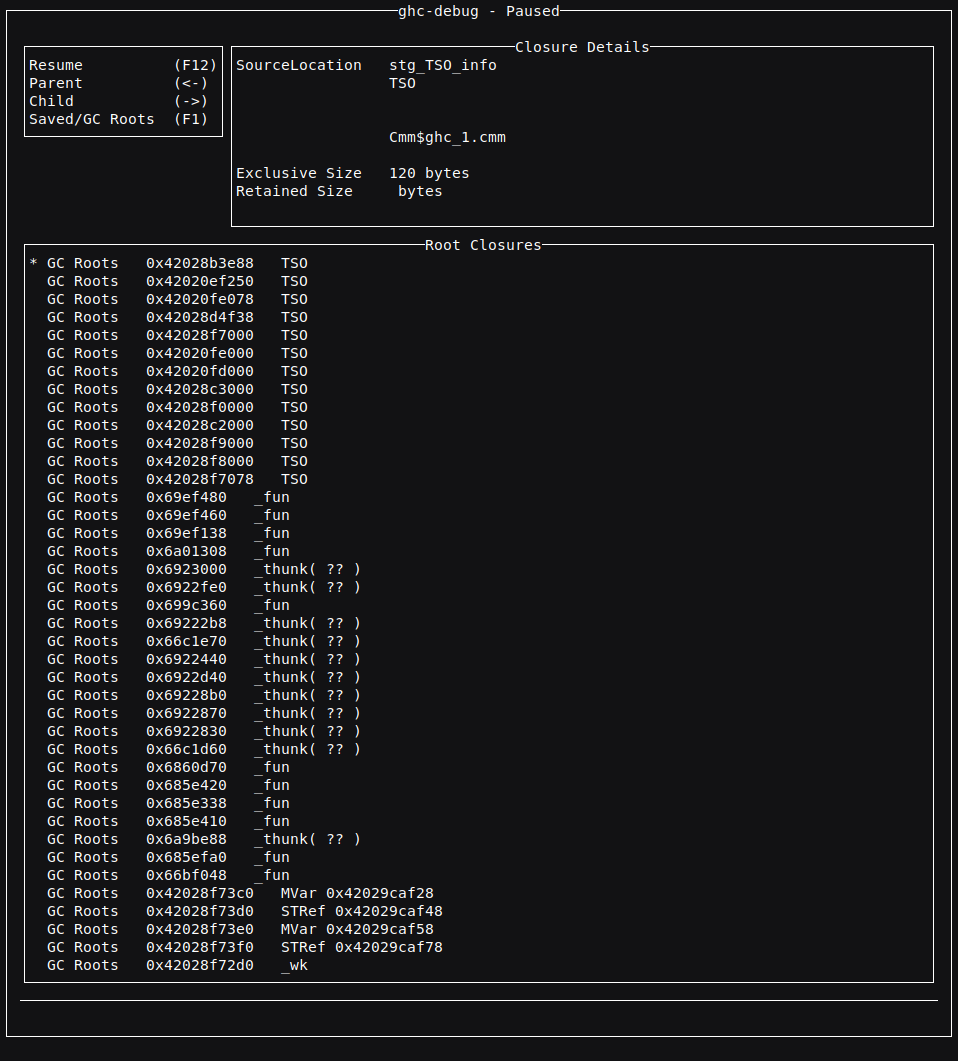 ghc-debug - Paused
Resume (F12)
Parent (<-)
Child (->)
Saved/GC Roots (F1)
Closure Details
SourceLocation stg_TSO_info
TSO
Cmm$ghc_1.cmm
Exclusive Size 120 bytes
Retained Size bytes
Root Closures
* GC Roots 0x42028b3e88 TSO
GC Roots 0x42020ef250 TSO
GC Roots 0x42020fe078 TSO
GC Roots 0x42028d4f38 TSO
GC Roots 0x42028f7000 TSO
GC Roots 0x42020fe000 TSO
GC Roots 0x42020fd000 TSO
GC Roots 0x42028c3000 TSO
GC Roots 0x42028f0000 TSO
GC Roots 0x42028c2000 TSO
GC Roots 0x42028f9000 TSO
GC Roots 0x42028f8000 TSO
GC Roots 0x42028f7078 TSO
GC Roots 0x69ef480 _fun
GC Roots 0x69ef460 _fun
GC Roots 0x69ef138 _fun
GC Roots 0x6a01308 _fun
GC Roots 0x6923000 _thunk( ?? )
GC Roots 0x6922fe0 _thunk( ?? )
GC Roots 0x699c360 _fun
GC Roots 0x69222b8 _thunk( ?? )
GC Roots 0x66c1e70 _thunk( ?? )
GC Roots 0x6922440 _thunk( ?? )
GC Roots 0x6922d40 _thunk( ?? )
GC Roots 0x69228b0 _thunk( ?? )
GC Roots 0x6922870 _thunk( ?? )
GC Roots 0x6922830 _thunk( ?? )
GC Roots 0x66c1d60 _thunk( ?? )
GC Roots 0x6860d70 _fun
GC Roots 0x685e420 _fun
GC Roots 0x685e338 _fun
GC Roots 0x685e410 _fun
GC Roots 0x6a9be88 _thunk( ?? )
GC Roots 0x685efa0 _fun
GC Roots 0x66bf048 _fun
GC Roots 0x42028f73c0 MVar 0x42029caf28
GC Roots 0x42028f73d0 STRef 0x42029caf48
GC Roots 0x42028f73e0 MVar 0x42029caf58
GC Roots 0x42028f73f0 STRef 0x42029caf78
GC Roots 0x42028f72d0 _wk